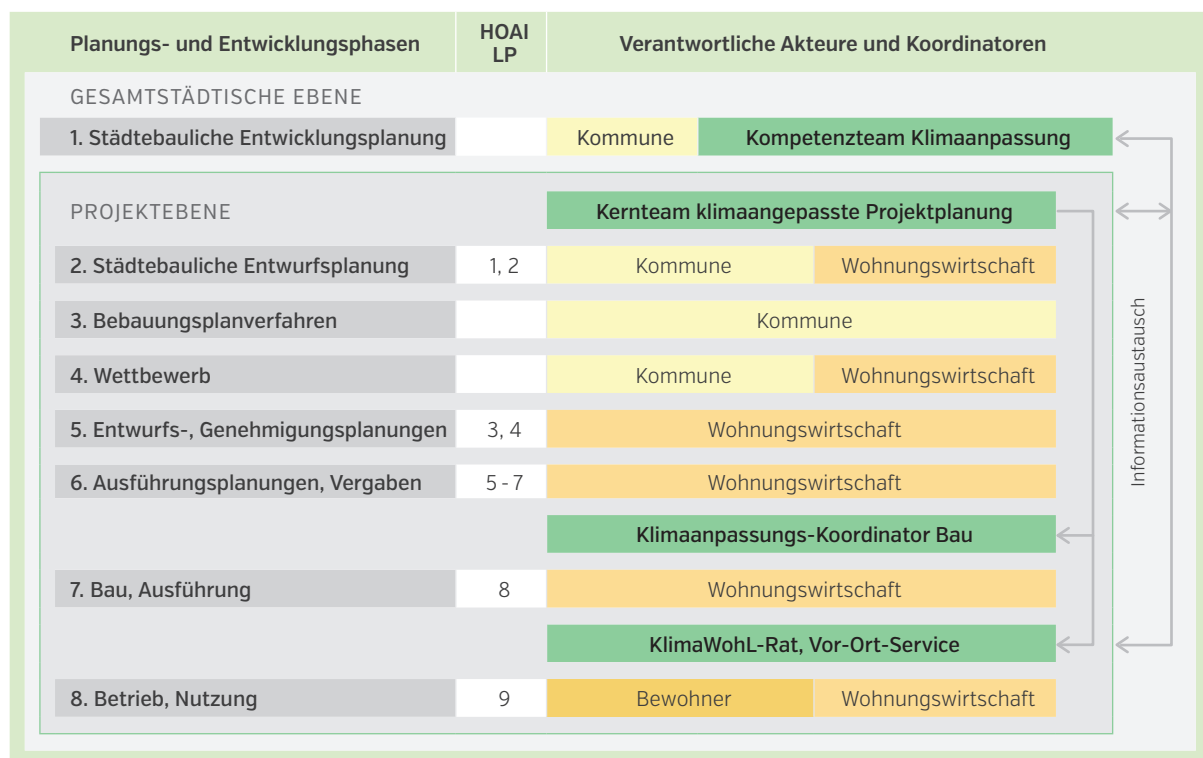 Planungs- und Entwicklungsphasen
HOAI
LP
Verantwortliche Akteure und Koordinatoren
GESAMTSTÄDTISCHE EBENE
1. Städtebauliche Entwicklungsplanung
Kommune
Kompetenzteam Klimaanpassung
PROJEKTEBENE
Kernteam klimaangepasste Projektplanung
2. Städtebauliche Entwurfsplanung
1, 2
Kommune
Wohnungswirtschaft
3. Bebauungsplanverfahren
Kommune
4. Wettbewerb
Kommune
Wohnungswirtschaft
5. Entwurfs-, Genehmigungsplanungen
3, 4
Wohnungswirtschaft
6. Ausführungsplanungen, Vergaben
5 - 7
Wohnungswirtschaft
Klimaanpassungs-Koordinator Bau
7. Bau, Ausführung
8
Wohnungswirtschaft
KlimaWohL-Rat, Vor-Ort-Service
8. Betrieb, Nutzung
9
Bewohner
Wohnungswirtschaft
Informationsaustausch